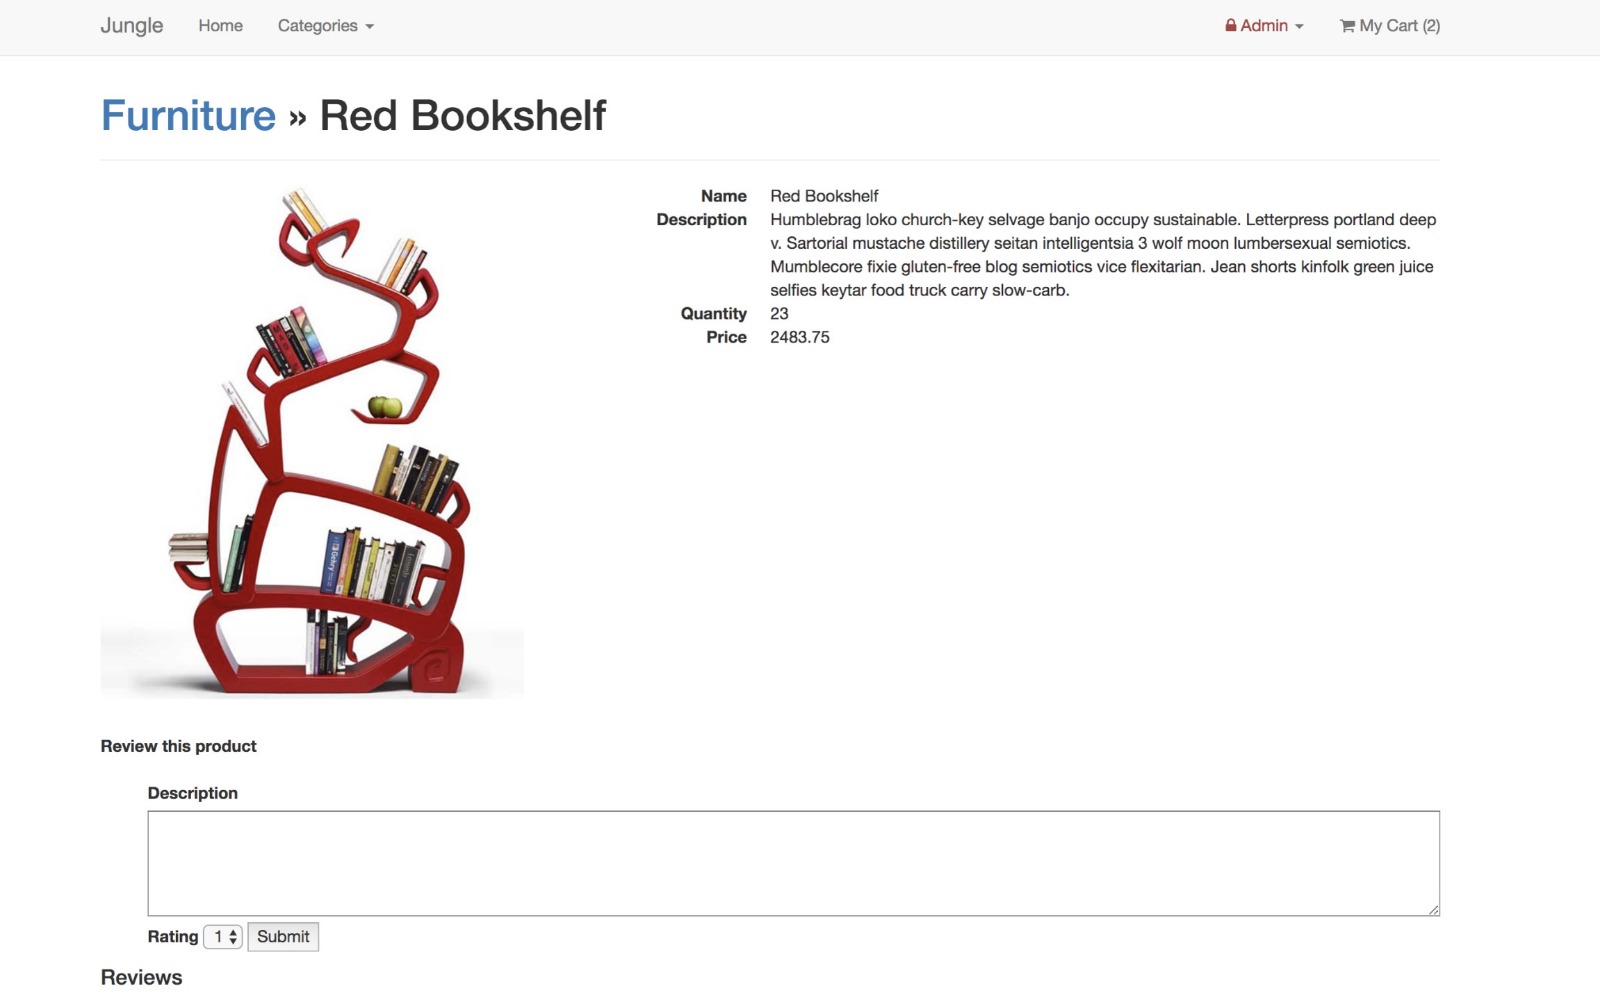 Jungle Home Categories Admin My Cart (2)
Furniture » Red Bookshelf
Name Red Bookshelf
Description Humblebrag loko church-key selvage banjo occupy sustainable. Letterpress portland deep
v. Sartorial mustache distillery seitan intelligentsia 3 wolf moon lumbersexual semiotics.
Mumblecore fixie gluten-free blog semiotics vice flexitarian. Jean shorts kinfolk green juice
selfies keytar food truck carry slow-carb.
Quantity 23
Price 2483.75
Review this product
Description
Rating 1 Submit
Reviews